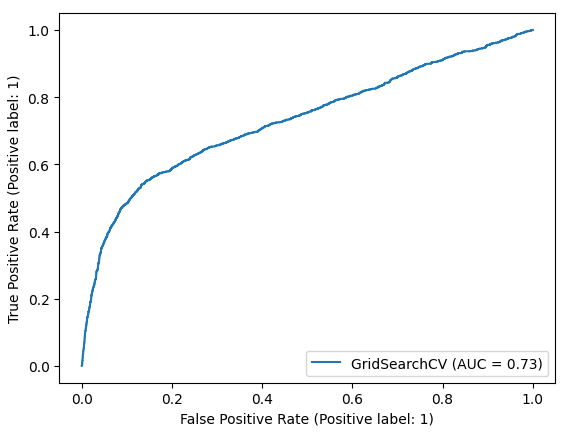 1.0
0.8
0.6
0.4
0.2
0.0
True Positive Rate (Positive label: 1)
GridSearchCV (AUC = 0.73)
0.0 0.2 0.4 0.6 0.8 1.0
False Positive Rate (Positive label: 1)